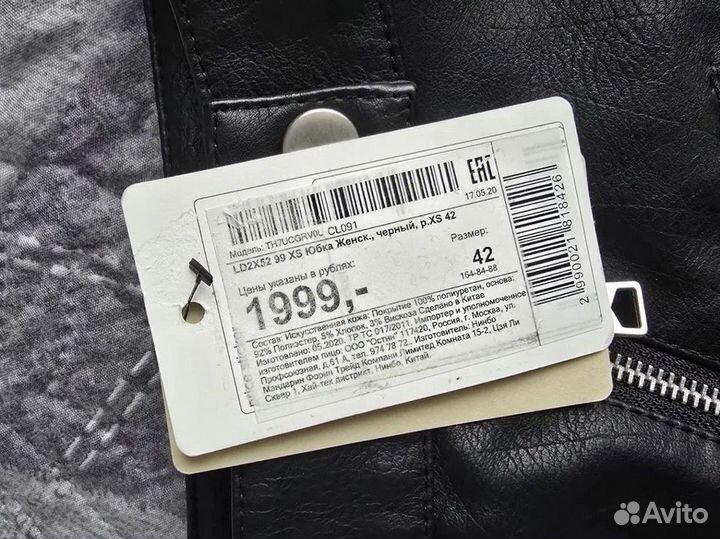 EAC
17.05.20
Модель: TH7UCGRV0L CL091
LD2X52 99 XS Юбка Женск., черный, р.XS 42
Цены указаны в рублях:
Размер:
1999,-
42
164-84-88
Состав: Искусственная кожа: Покрытие 100% полиуретан, основа:
92% Полиэстер, 5% Хлопок, 3% Вискоза Сделано в Китае
Изготовлено: 05.2020. ТР ТС 017/2011. Импортер и уполномоченное
изготовителем лицо: ООО "Остин" 117420, Россия, г. Москва, ул.
Профсоюзная, д.61 А, тел. 974 78 72. Изготовитель: Нинбо
Мандарин Форин Трейд Компани Лимитед Комната 15-2, Цзя Ли
Сквер 1, Хай-тек дистрикт, Нинбо, Китай.
2 990021 818426
Avito